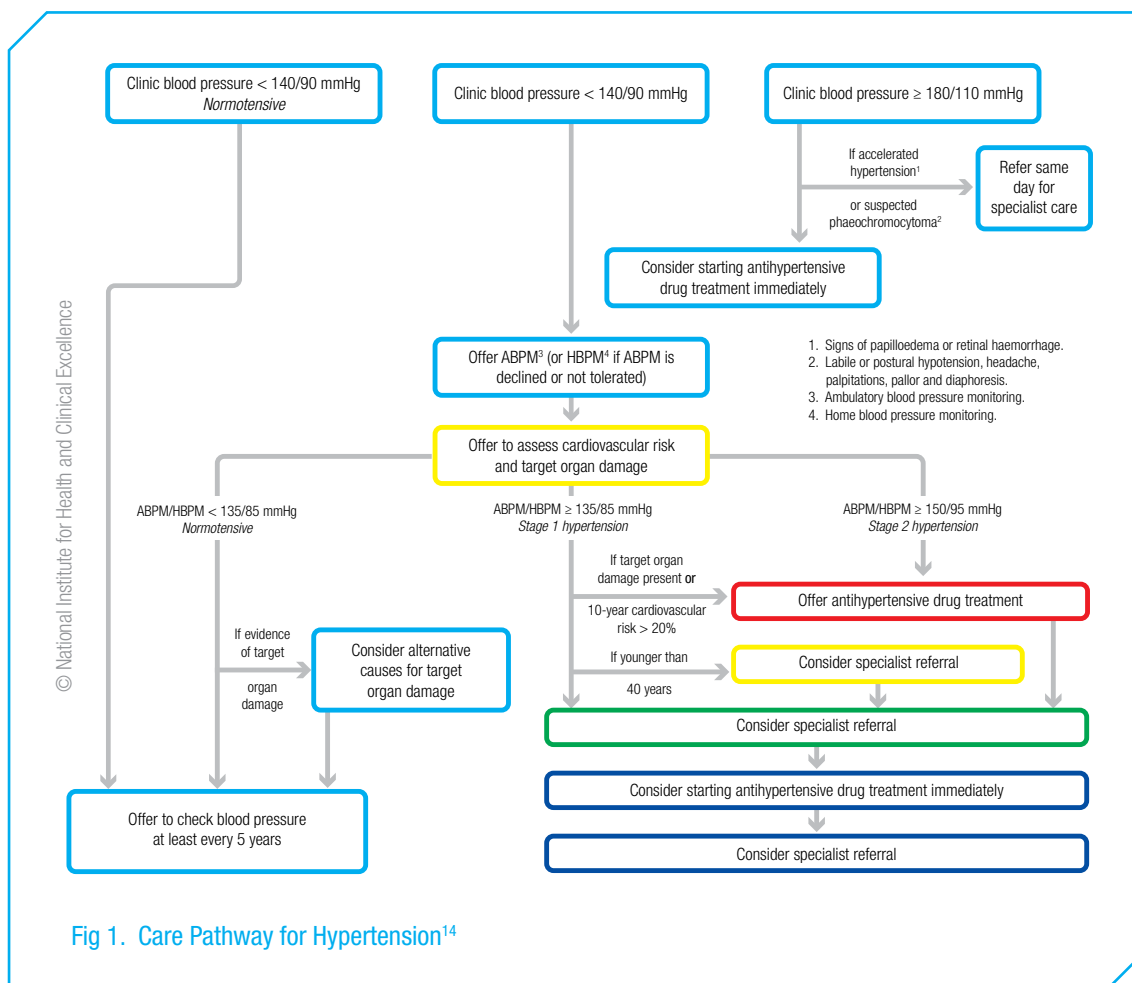 Clinic blood pressure < 140/90 mmHg
Normotensive
Clinic blood pressure < 140/90 mmHg
Clinic blood pressure ≥ 180/110 mmHg
If accelerated
hypertension¹
or suspected
phaeochromocytoma²
Refer same
day for
specialist care
Consider starting antihypertensive
drug treatment immediately
© National Institute for Health and Clinical Excellence
Offer ABPM³ (or HBPM⁴ if ABPM is
declined or not tolerated)
1. Signs of papilloedema or retinal haemorrhage.
2. Labile or postural hypotension, headache,
palpitations, pallor and diaphoresis.
3. Ambulatory blood pressure monitoring.
4. Home blood pressure monitoring.
Offer to assess cardiovascular risk
and target organ damage
ABPM/HBPM < 135/85 mmHg
Normotensive
ABPM/HBPM ≥ 135/85 mmHg
Stage 1 hypertension
ABPM/HBPM ≥ 150/95 mmHg
Stage 2 hypertension
If target organ
damage present or
10-year cardiovascular
risk > 20%
Offer antihypertensive drug treatment
If evidence
of target
organ
damage
Consider alternative
causes for target
organ damage
If younger than
40 years
Consider specialist referral
Consider specialist referral
Consider starting antihypertensive drug treatment immediately
Consider specialist referral
Offer to check blood pressure
at least every 5 years
Fig 1. Care Pathway for Hypertension¹⁴